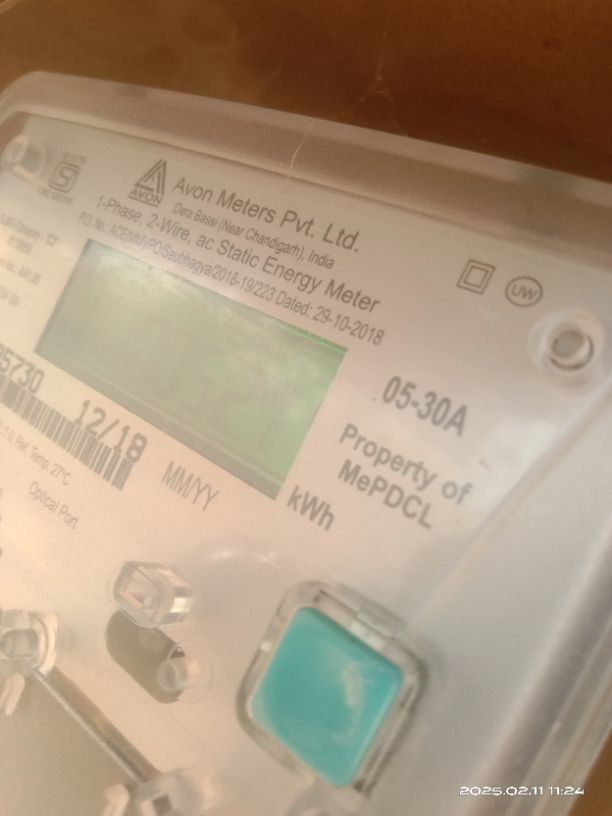 AVON
Avon Meters Pvt. Ltd.
Dera Bassi (Near Chandigarh), India
1-Phase, 2-Wire, ac Static Energy Meter
P.O. No.: ACE/MM/PO/Saubhagya/2018-19/223 Dated: 29-10-2018
UW
05-30A
Property of
MePDCL
5730
12/18
MM/YY
kWh
Ref. Temp. 27°C
Optical Port
2025.02.11 11:24